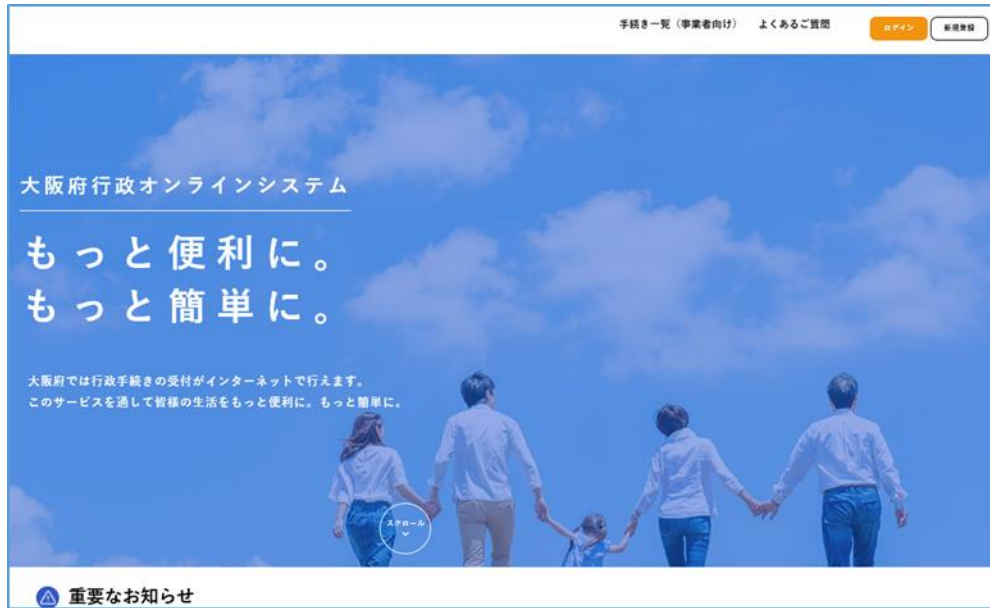 手続き一覧（事業者向け） よくあるご質問 ログイン 新規登録
大阪府行政オンラインシステム
もっと便利に。
もっと簡単に。
大阪府では行政手続きの受付がインターネットで行えます。
このサービスを通して皆様の生活をもっと便利に。もっと簡単に。
スクロール
重要なお知らせ